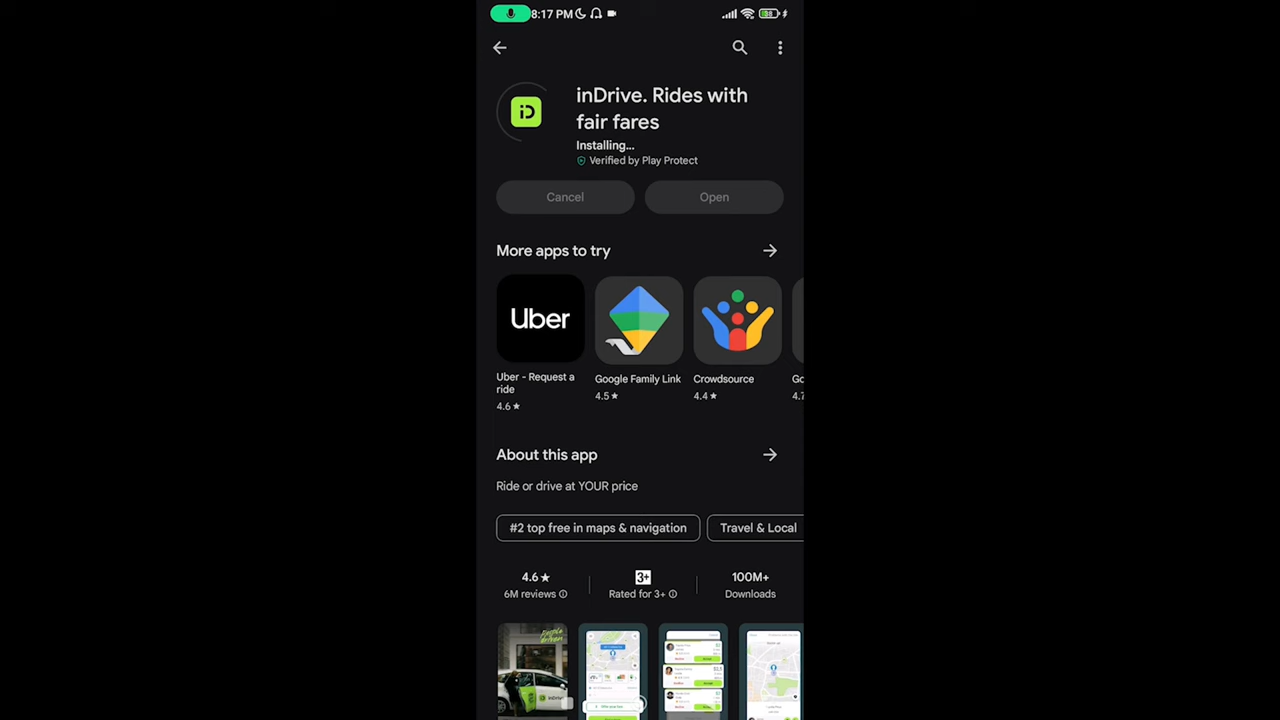 8:17 PM
iD
inDrive. Rides with
fair fares
Installing...
Verified by Play Protect
Cancel
Open
More apps to try
Uber
Uber - Request a
ride
4.6★
Google Family Link
4.5★
Crowdsource
4.4★
Go
4.7
About this app
Ride or drive at YOUR price
#2 top free in maps & navigation
Travel & Local
4.6★
6M reviews
3+
Rated for 3+
100M+
Downloads
inDrive